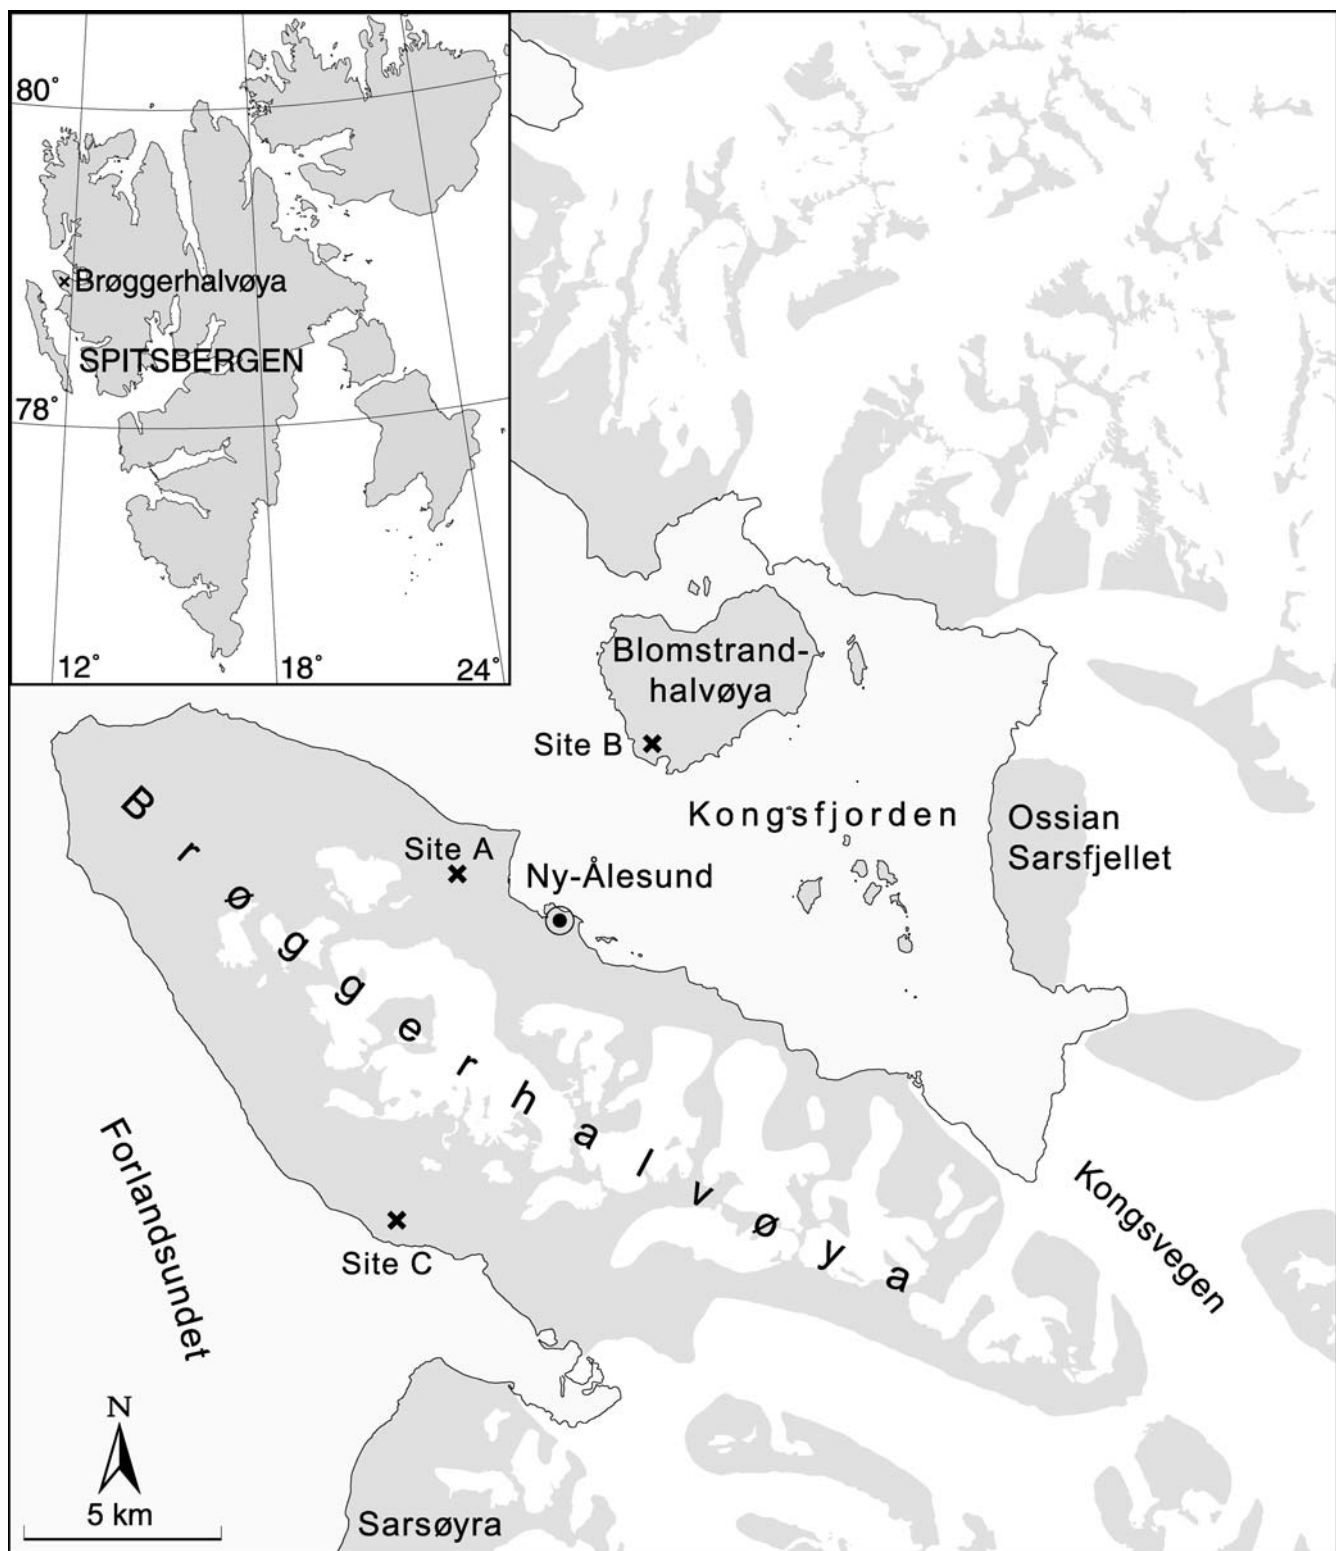 80°
Brøggerhalvøya
SPITSBERGEN
78°
12°
18°
24°
Blomstrand-
halvøya
Site B
Kongsfjorden
Ossian
Sarsfjellet
Site A
Ny-Ålesund
Brøggerhalvøya
Forlandsundet
Kongsvegen
Site C
N
5 km
Sarsøyra